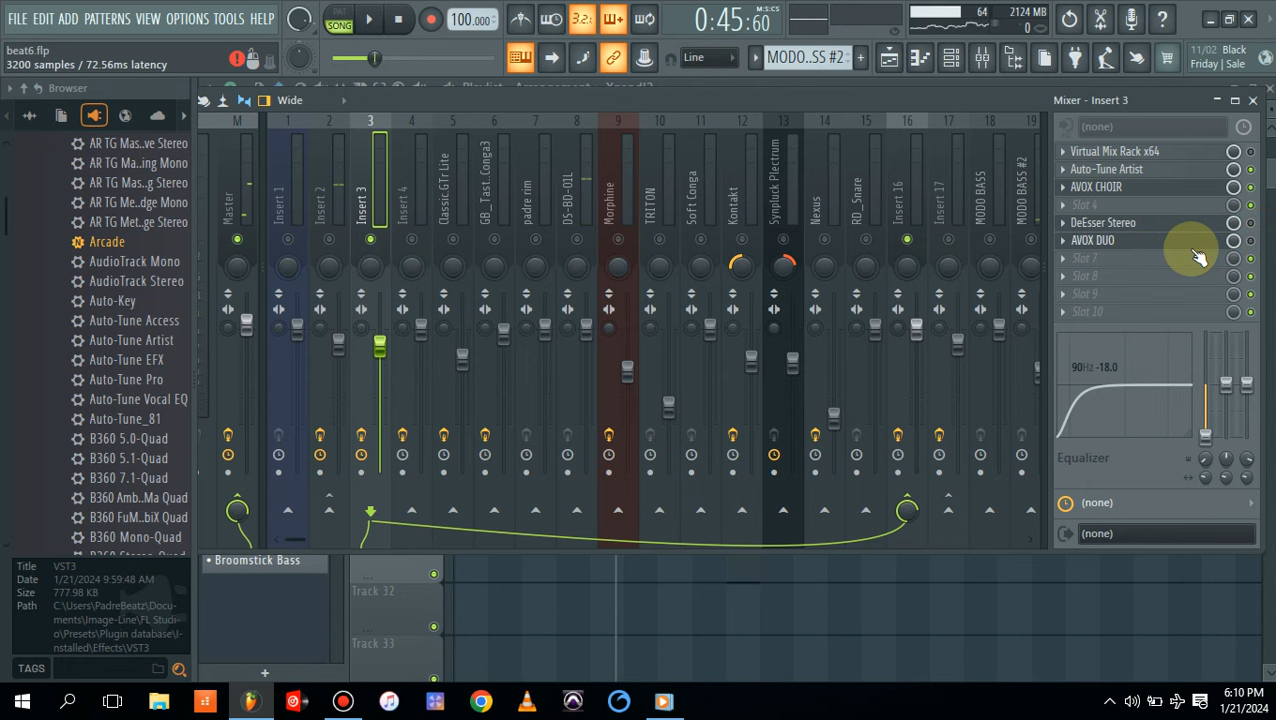 FILE EDIT ADD PATTERNS VIEW OPTIONS TOOLS HELP
beat6.flp
3200 samples / 72.56ms latency
PAT
SONG
100.000
3.2
0:45:60
M:S:CS
64
2124 MB
0
Line
MODO...SS #2
11/02: Black
Friday | Sale
Browser
Wide
Mixer - Insert 3
AR TG Mas...ve Stereo
AR TG Ma...ing Mono
AR TG Mas...g Stereo
AR TG Me...dge Mono
AR TG Met...ge Stereo
Arcade
AudioTrack Mono
AudioTrack Stereo
Auto-Key
Auto-Tune Access
Auto-Tune Artist
Auto-Tune EFX
Auto-Tune Pro
Auto-Tune Vocal EQ
Auto-Tune_81
B360 5.0-Quad
B360 5.1-Quad
B360 7.1-Quad
B360 Amb...Ma Quad
B360 FuM...biX Quad
B360 Mono-Quad
Title
VST3
Date
1/21/2024 9:59:48 AM
Size
777.98 KB
Path
C:\Users\PadreBeatz\Docu-
ments\Image-Line\FL Studi-
o\Presets\Plugin database\I-
nstalled\Effects\VST3
TAGS
M
1
2
3
4
5
6
7
8
9
10
11
12
13
14
15
16
17
18
19
Master
Insert 1
Insert 2
Insert 3
Insert 4
Classic.GTr Lite
GB_Tast_Conga3
padre rim
DS-BD-01L
Morphine
TRITON
Soft Conga
Kontakt
Synpluck Plectrum
Nexus
RD_Snare
Insert 16
Insert 17
MODO BASS
MODO BASS #2
(none)
Virtual Mix Rack x64
Auto-Tune Artist
AVOX CHOIR
Slot 4
DeEsser Stereo
AVOX DUO
Slot 7
Slot 8
Slot 9
Slot 10
90Hz -18.0
Equalizer
(none)
(none)
Broomstick Bass
...
Track 32
...
Track 33
6:10 PM
1/21/2024